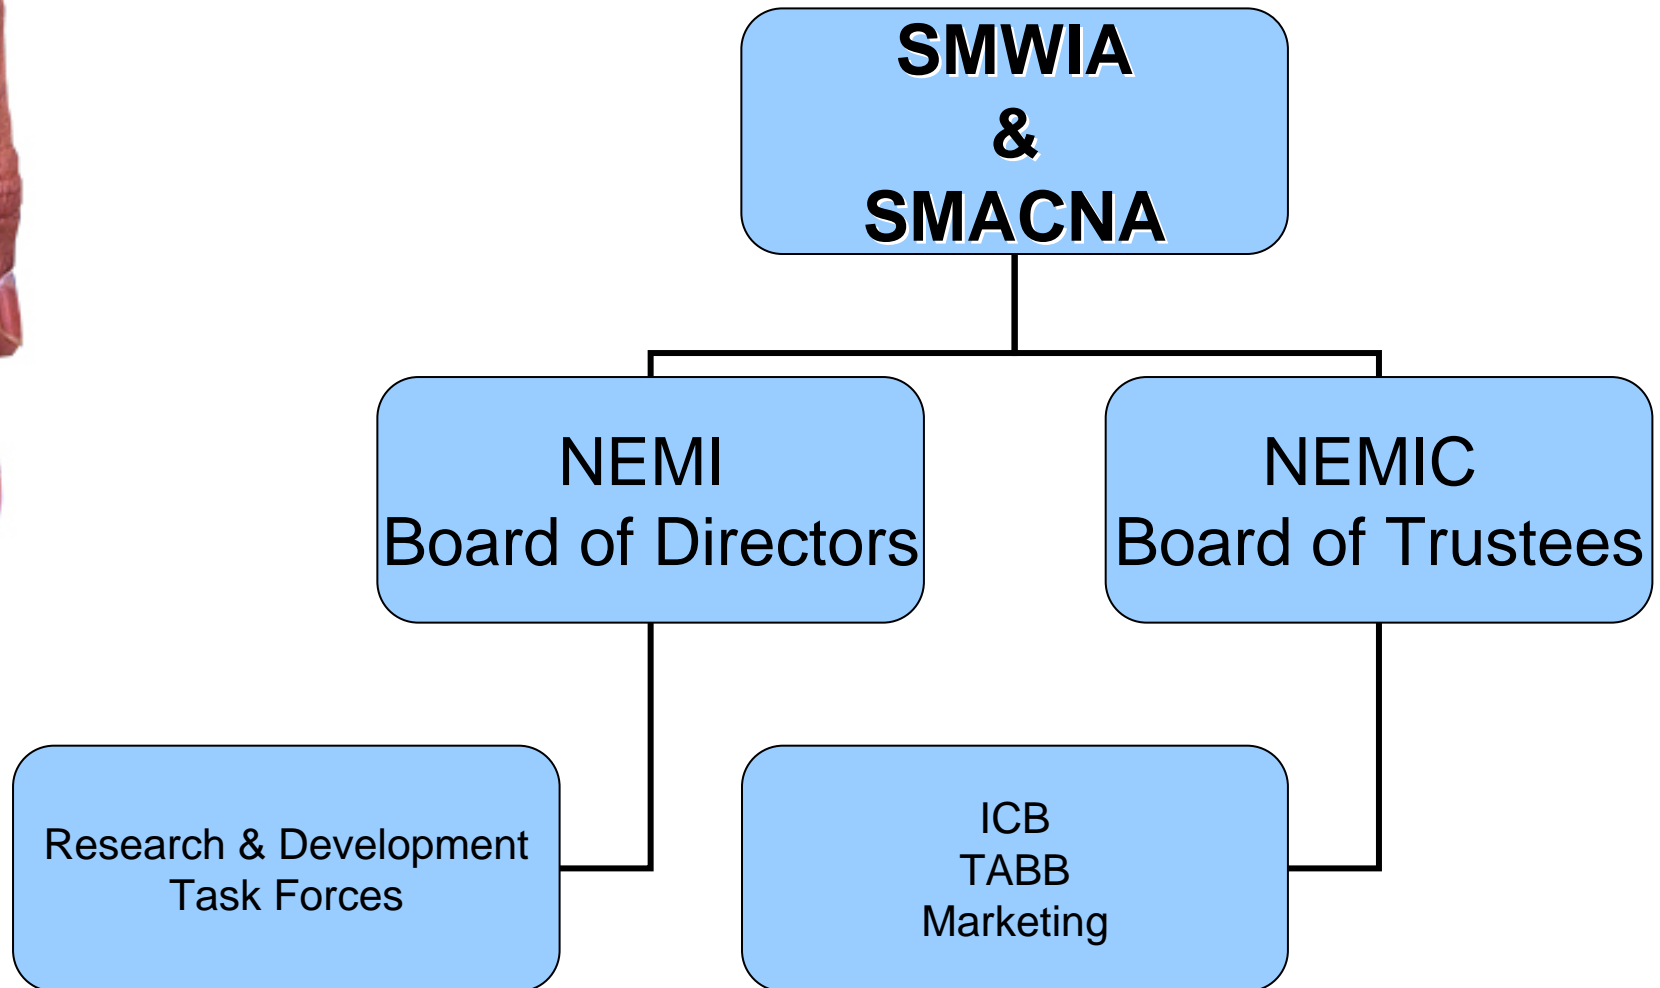 SMWIA
&
SMACNA
NEMI
Board of Directors
NEMIC
Board of Trustees
Research & Development
Task Forces
ICB
TABB
Marketing